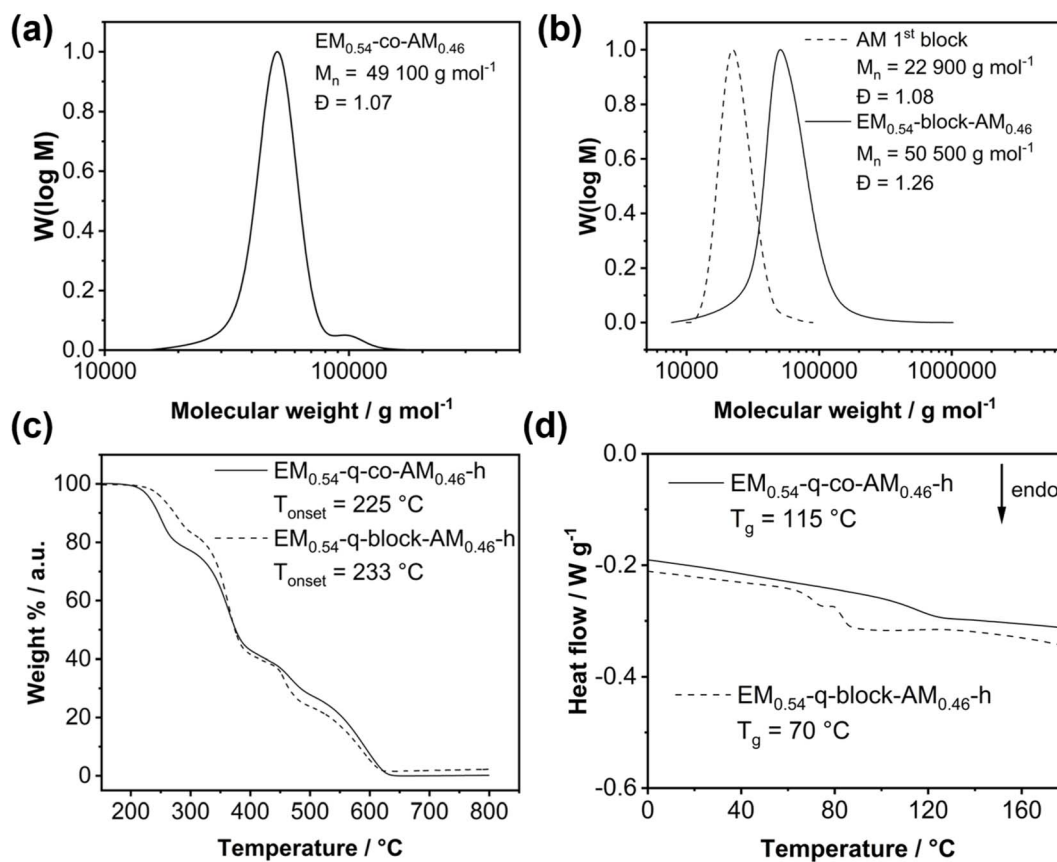 (a)
EM0.54-co-AM0.46
Mn = 49 100 g mol-1
Đ = 1.07
1.0
0.8
0.6
0.4
0.2
0.0
W(log M)
10000
100000
Molecular weight / g mol-1
(b)
AM 1st block
Mn = 22 900 g mol-1
Đ = 1.08
EM0.54-block-AM0.46
Mn = 50 500 g mol-1
Đ = 1.26
1.0
0.8
0.6
0.4
0.2
0.0
W(log M)
10000
100000
1000000
Molecular weight / g mol-1
(c)
EM0.54-q-co-AM0.46-h
Tonset = 225 °C
EM0.54-q-block-AM0.46-h
Tonset = 233 °C
100
80
60
40
20
0
Weight % / a.u.
200
300
400
500
600
700
800
Temperature / °C
(d)
EM0.54-q-co-AM0.46-h
Tg = 115 °C
endo
EM0.54-q-block-AM0.46-h
Tg = 70 °C
-0.0
-0.2
-0.4
-0.6
Heat flow / W g-1
0
40
80
120
160
Temperature / °C